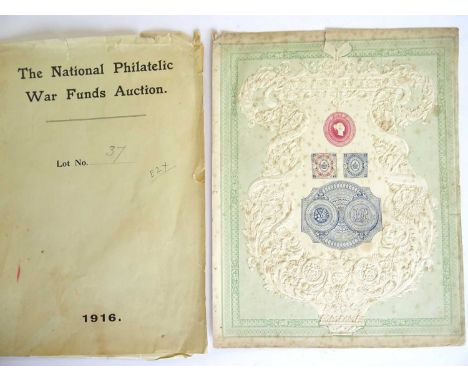 The National Philatelic
War Funds Auction.
Lot No. 37
1916.